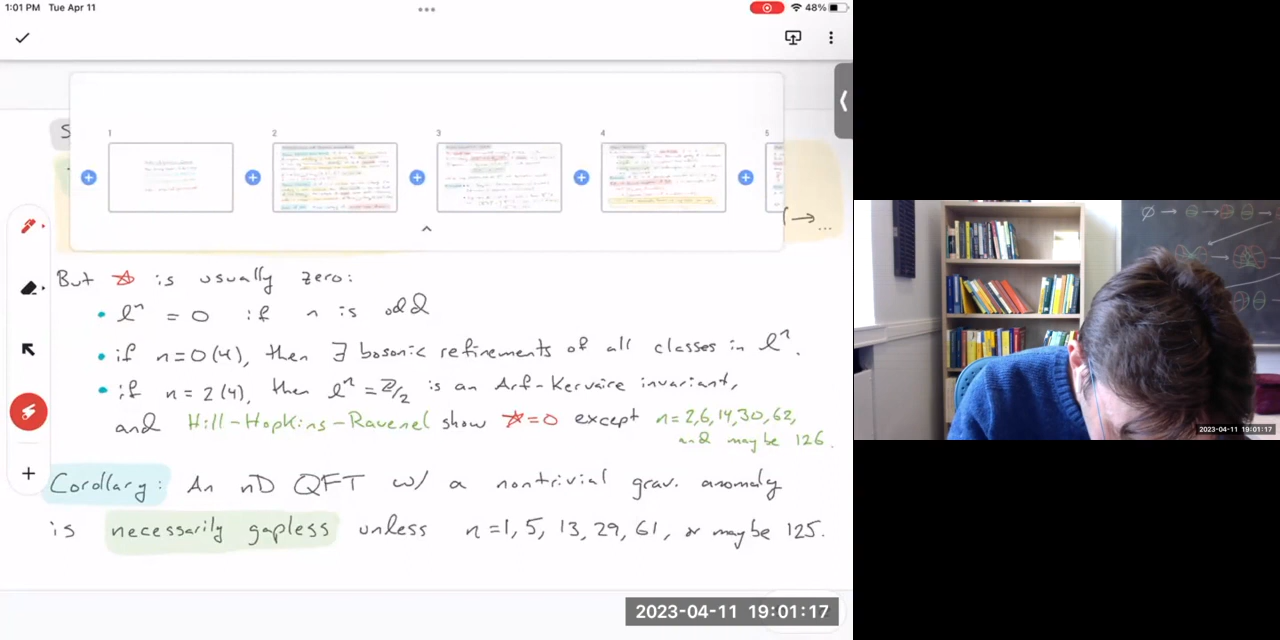 1:01 PM Tue Apr 11
48%
1
2
3
4
5
S
But ☆ is usually zero:
• lⁿ = 0 if n is odd
• if n=0(4), then ∃ bosonic refinements of all classes in lⁿ.
• if n = 2(4), then lⁿ = ℤ/2 is an Arf-Kervaire invariant,
and Hill-Hopkins-Ravenel show ☆=0 except n=2,6,14,30,62,
and maybe 126.
Corollary: An nD QFT w/ a nontrivial grav. anomaly
is necessarily gapless unless n=1, 5, 13, 29, 61, or maybe 125.
2023-04-11 19:01:17
2023-04-11 19:01:17